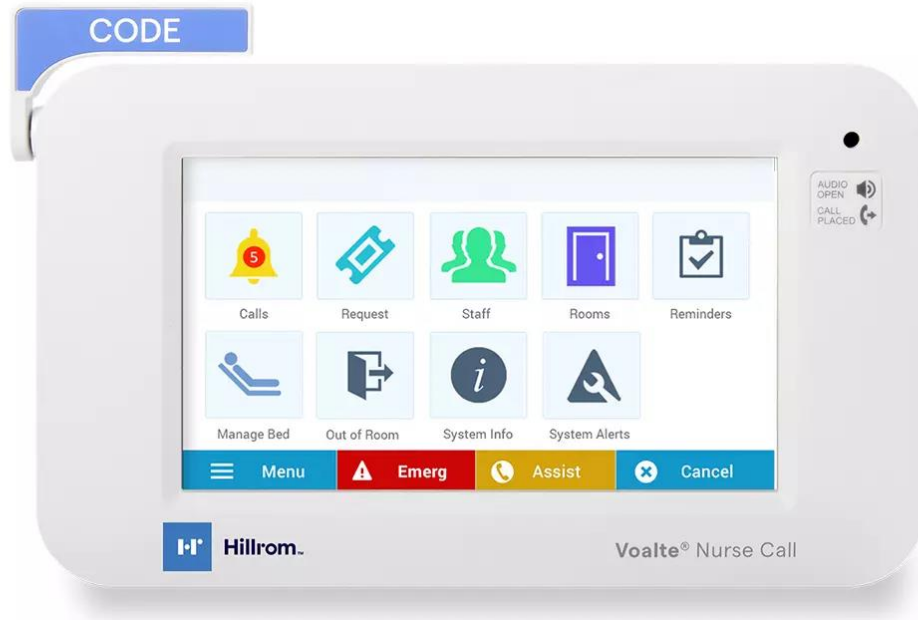 CODE
AUDIO
OPEN
CALL
PLACED
5
Calls
Request
Staff
Rooms
Reminders
i
Manage Bed
Out of Room
System Info
System Alerts
Menu
Emerg
Assist
Cancel
H
Hillrom™
Voalte® Nurse Call